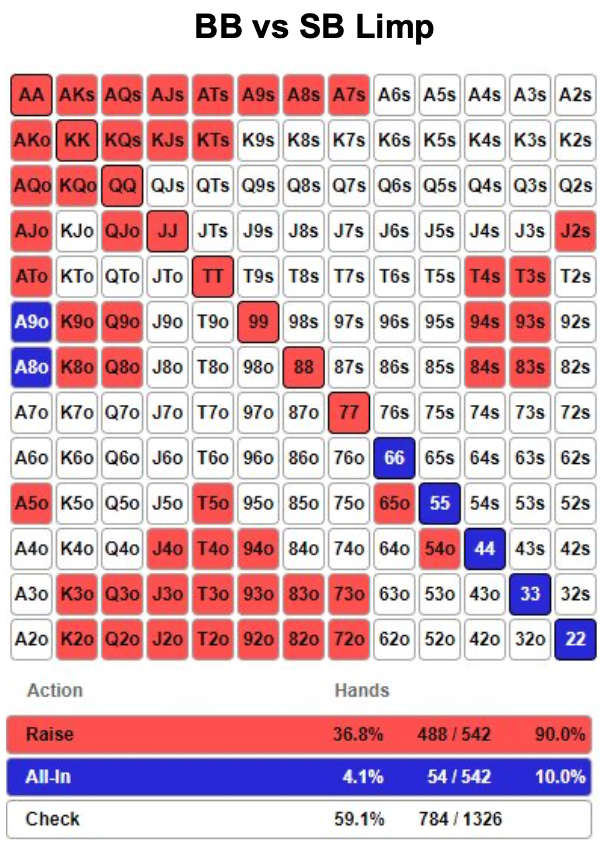 BB vs SB Limp
AA AKs AQs AJs ATs A9s A8s A7s A6s A5s A4s A3s A2s
AKo KK KQs KJs KTs K9s K8s K7s K6s K5s K4s K3s K2s
AQo KQo QQ QJs QTs Q9s Q8s Q7s Q6s Q5s Q4s Q3s Q2s
AJo KJo QJo JJ JTs J9s J8s J7s J6s J5s J4s J3s J2s
ATo KTo QTo JTo TT T9s T8s T7s T6s T5s T4s T3s T2s
A9o K9o Q9o J9o T9o 99 98s 97s 96s 95s 94s 93s 92s
A8o K8o Q8o J8o T8o 98o 88 87s 86s 85s 84s 83s 82s
A7o K7o Q7o J7o T7o 97o 87o 77 76s 75s 74s 73s 72s
A6o K6o Q6o J6o T6o 96o 86o 76o 66 65s 64s 63s 62s
A5o K5o Q5o J5o T5o 95o 85o 75o 65o 55 54s 53s 52s
A4o K4o Q4o J4o T4o 94o 84o 74o 64o 54o 44 43s 42s
A3o K3o Q3o J3o T3o 93o 83o 73o 63o 53o 43o 33 32s
A2o K2o Q2o J2o T2o 92o 82o 72o 62o 52o 42o 32o 22
Action Hands
Raise 36.8% 488 / 542 90.0%
All-In 4.1% 54 / 542 10.0%
Check 59.1% 784 / 1326